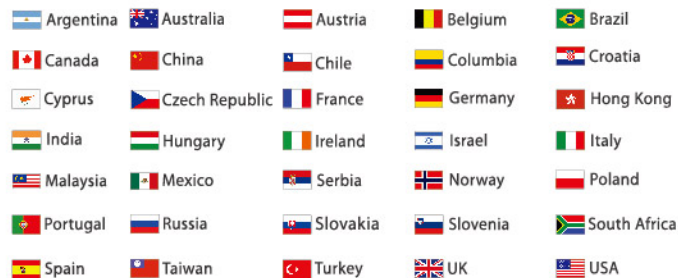 Argentina Australia Austria Belgium Brazil
Canada China Chile Columbia Croatia
Cyprus Czech Republic France Germany Hong Kong
India Hungary Ireland Israel Italy
Malaysia Mexico Serbia Norway Poland
Portugal Russia Slovakia Slovenia South Africa
Spain Taiwan Turkey UK USA